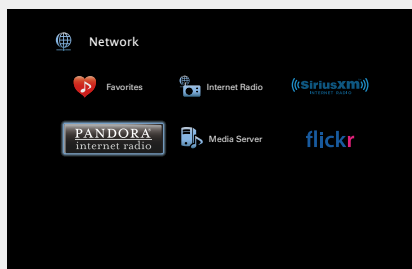 Network
Favorites
Internet Radio
((SiriusXM))
INTERNET RADIO
PANDORA®
internet radio
Media Server
flickr